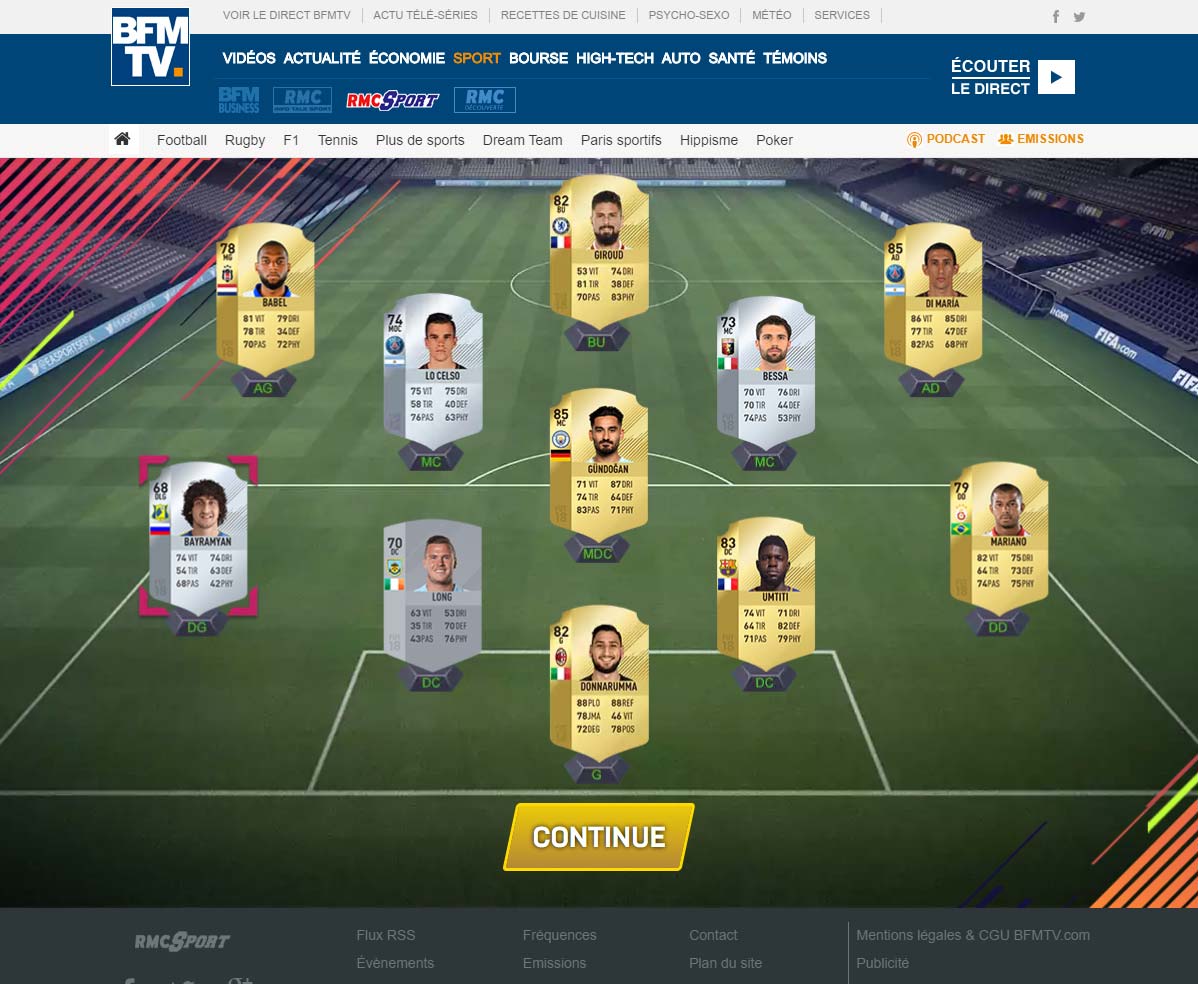 VOIR LE DIRECT BFMTV
ACTU TÉLÉ-SÉRIES
RECETTES DE CUISINE
PSYCHO-SEXO
MÉTÉO
SERVICES
BFM
TV.
VIDÉOS ACTUALITÉ ÉCONOMIE SPORT BOURSE HIGH-TECH AUTO SANTÉ TÉMOINS
ÉCOUTER
LE DIRECT
BFM
BUSINESS
RMC
INFO TALK SPORT
RMC SPORT
RMC
DÉCOUVERTE
Football Rugby F1 Tennis Plus de sports Dream Team Paris sportifs Hippisme Poker
PODCAST
EMISSIONS
82
BU
GIROUD
53 VIT 74 DRI
81 TIR 38 DEF
70 PAS 83 PHY
BU
78
MG
BABEL
81 VIT 79 DRI
78 TIR 34 DEF
70 PAS 72 PHY
AG
85
AD
DI MARÍA
86 VIT 85 DRI
77 TIR 47 DEF
82 PAS 68 PHY
AD
74
MOC
LO CELSO
75 VIT 75 DRI
58 TIR 40 DEF
76 PAS 63 PHY
MC
73
MC
BESSA
70 VIT 76 DRI
70 TIR 44 DEF
74 PAS 53 PHY
MC
@EASPORTSFIFA
FIFA.com
85
MC
GÜNDOĞAN
71 VIT 87 DRI
74 TIR 64 DEF
83 PAS 71 PHY
MDC
68
DLG
BAYRAMYAN
74 VIT 74 DRI
54 TIR 63 DEF
68 PAS 42 PHY
DG
79
DD
MARIANO
82 VIT 75 DRI
64 TIR 73 DEF
74 PAS 75 PHY
DD
70
DC
LONG
63 VIT 53 DRI
35 TIR 70 DEF
43 PAS 76 PHY
DC
83
DC
UMTITI
74 VIT 71 DRI
64 TIR 82 DEF
71 PAS 79 PHY
DC
82
G
DONNARUMMA
88 PLO 88 REF
78 JMA 46 VIT
72 DEG 78 POS
G
CONTINUE
RMC SPORT
Flux RSS
Fréquences
Contact
Mentions légales & CGU BFMTV.com
Évènements
Emissions
Plan du site
Publicité